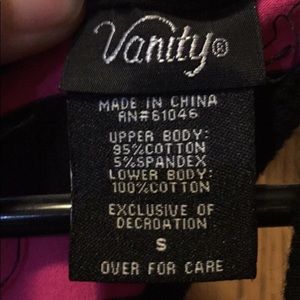 Vanity®
MADE IN CHINA
RN#61046
UPPER BODY:
95%COTTON
5%SPANDEX
LOWER BODY:
100%COTTON
EXCLUSIVE OF
DECROATION
S
OVER FOR CARE